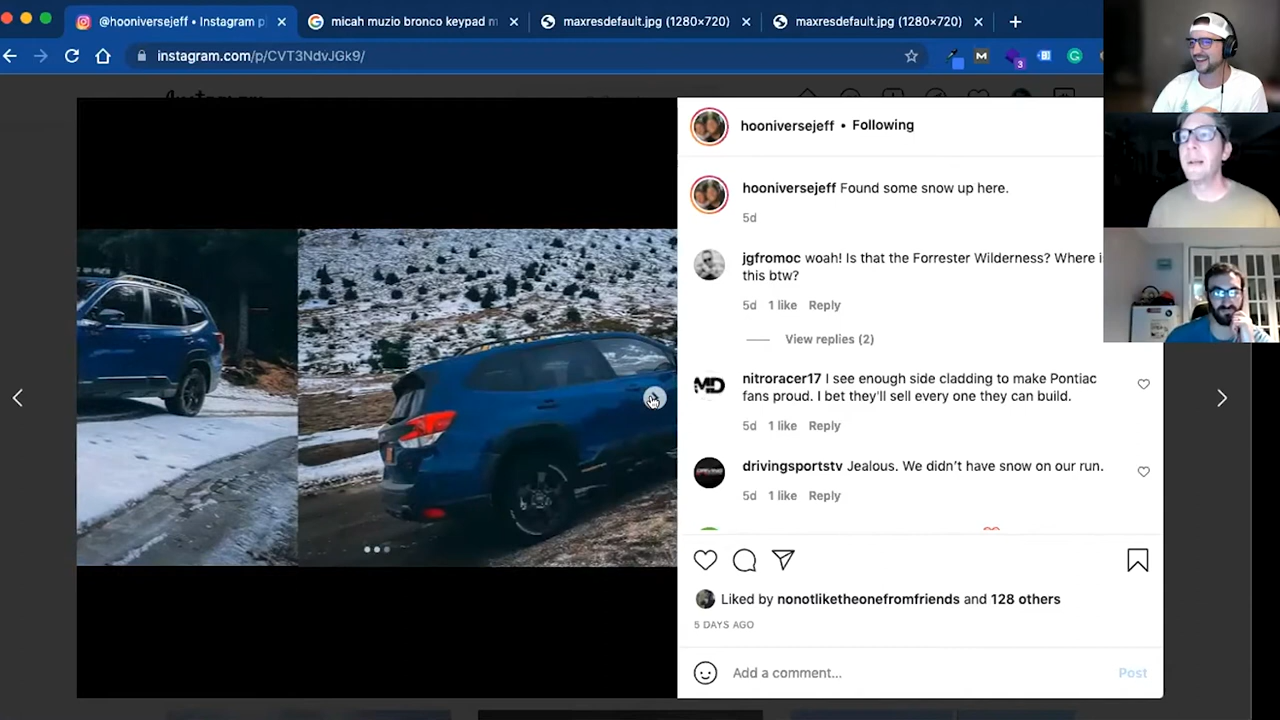 @hooniversejeff • Instagram p
micah muzio bronco keypad m
maxresdefault.jpg (1280×720)
maxresdefault.jpg (1280×720)
instagram.com/p/CVT3NdvJGk9/
M
3
hooniversejeff • Following
hooniversejeff Found some snow up here.
5d
jgfromoc woah! Is that the Forrester Wilderness? Where i
this btw?
5d 1 like Reply
View replies (2)
MD
nitroracer17 I see enough side cladding to make Pontiac
fans proud. I bet they'll sell every one they can build.
5d 1 like Reply
drivingsportstv Jealous. We didn't have snow on our run.
5d 1 like Reply
Liked by nonotliketheonefromfriends and 128 others
5 DAYS AGO
Add a comment...
Post